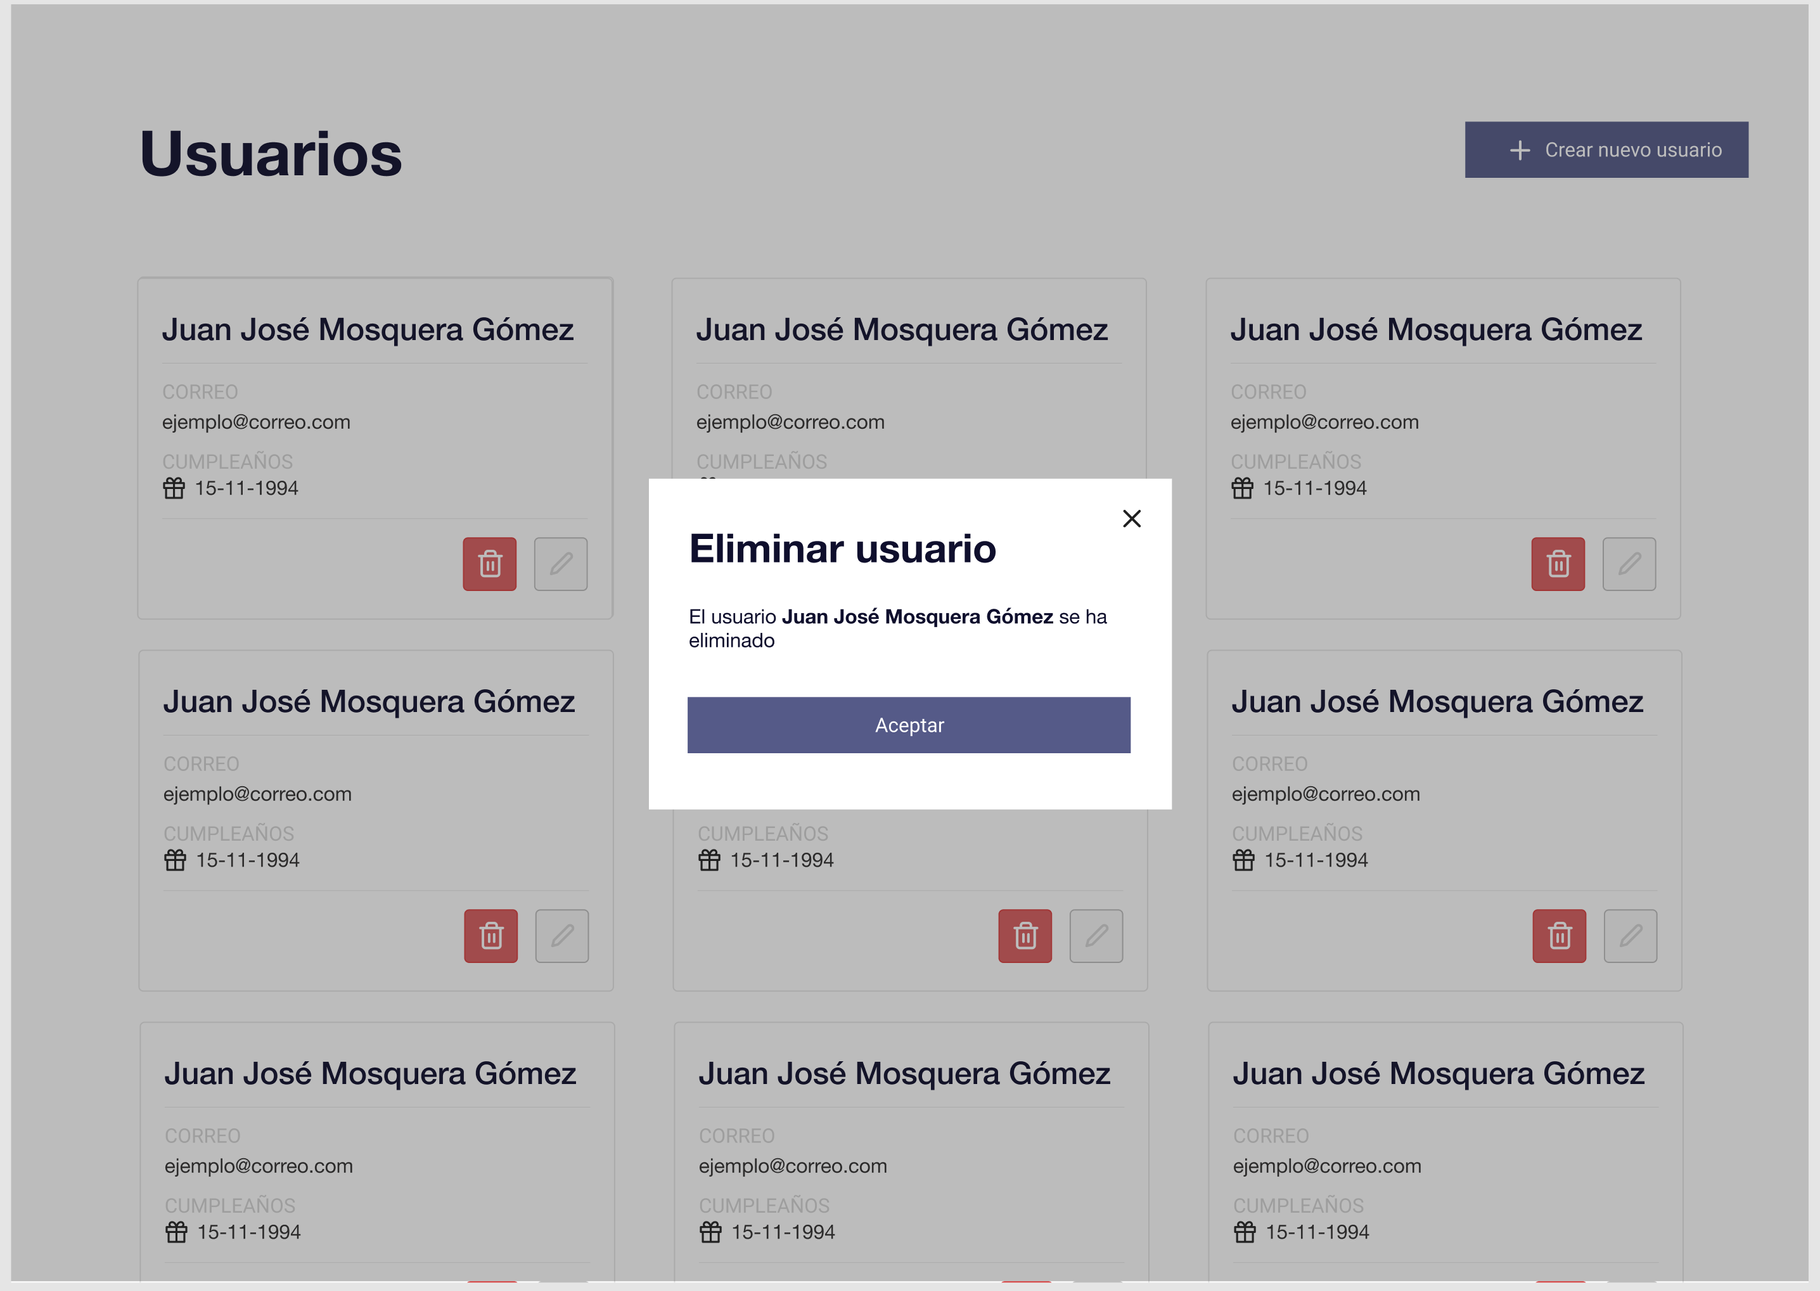 Usuarios
Crear nuevo usuario
Juan José Mosquera Gómez
CORREO
ejemplo@correo.com
CUMPLEAÑOS
15-11-1994
Juan José Mosquera Gómez
CORREO
ejemplo@correo.com
CUMPLEAÑOS
Juan José Mosquera Gómez
CORREO
ejemplo@correo.com
CUMPLEAÑOS
15-11-1994
Eliminar usuario
El usuario Juan José Mosquera Gómez se ha
eliminado
Aceptar
Juan José Mosquera Gómez
CORREO
ejemplo@correo.com
CUMPLEAÑOS
15-11-1994
CUMPLEAÑOS
15-11-1994
Juan José Mosquera Gómez
CORREO
ejemplo@correo.com
CUMPLEAÑOS
15-11-1994
Juan José Mosquera Gómez
CORREO
ejemplo@correo.com
CUMPLEAÑOS
15-11-1994
Juan José Mosquera Gómez
CORREO
ejemplo@correo.com
CUMPLEAÑOS
15-11-1994
Juan José Mosquera Gómez
CORREO
ejemplo@correo.com
CUMPLEAÑOS
15-11-1994